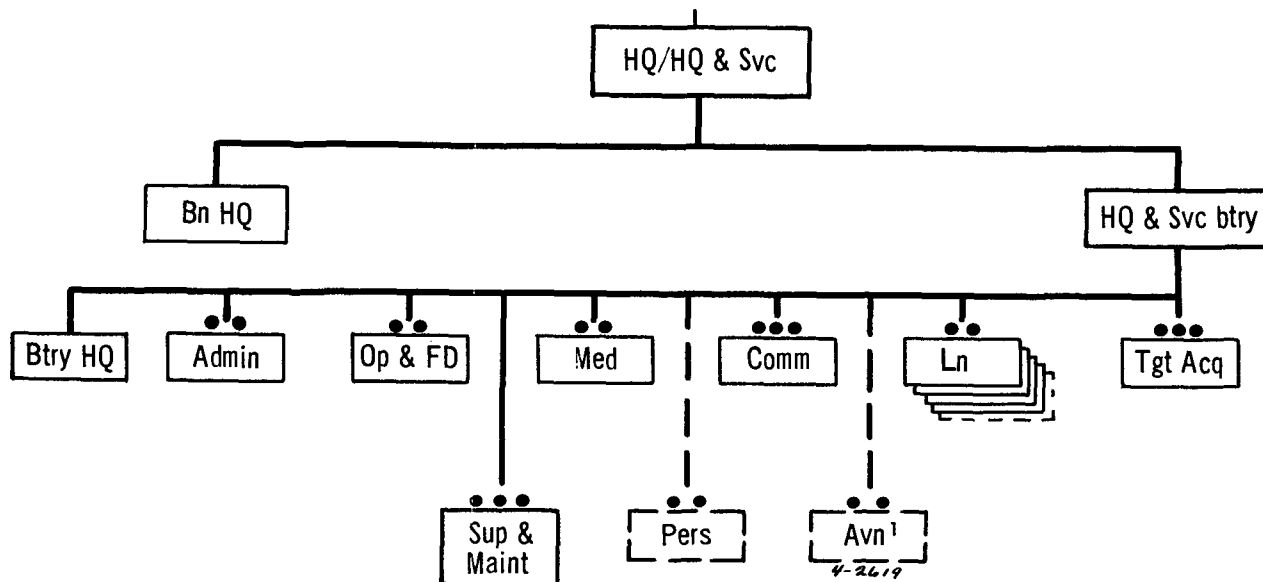 HQ/HQ & Svc
Bn HQ
HQ & Svc btry
Btry HQ
Admin
Op & FD
Med
Comm
Ln
Tgt Acq
Sup &
Maint
Pers
Avn¹
4-2619